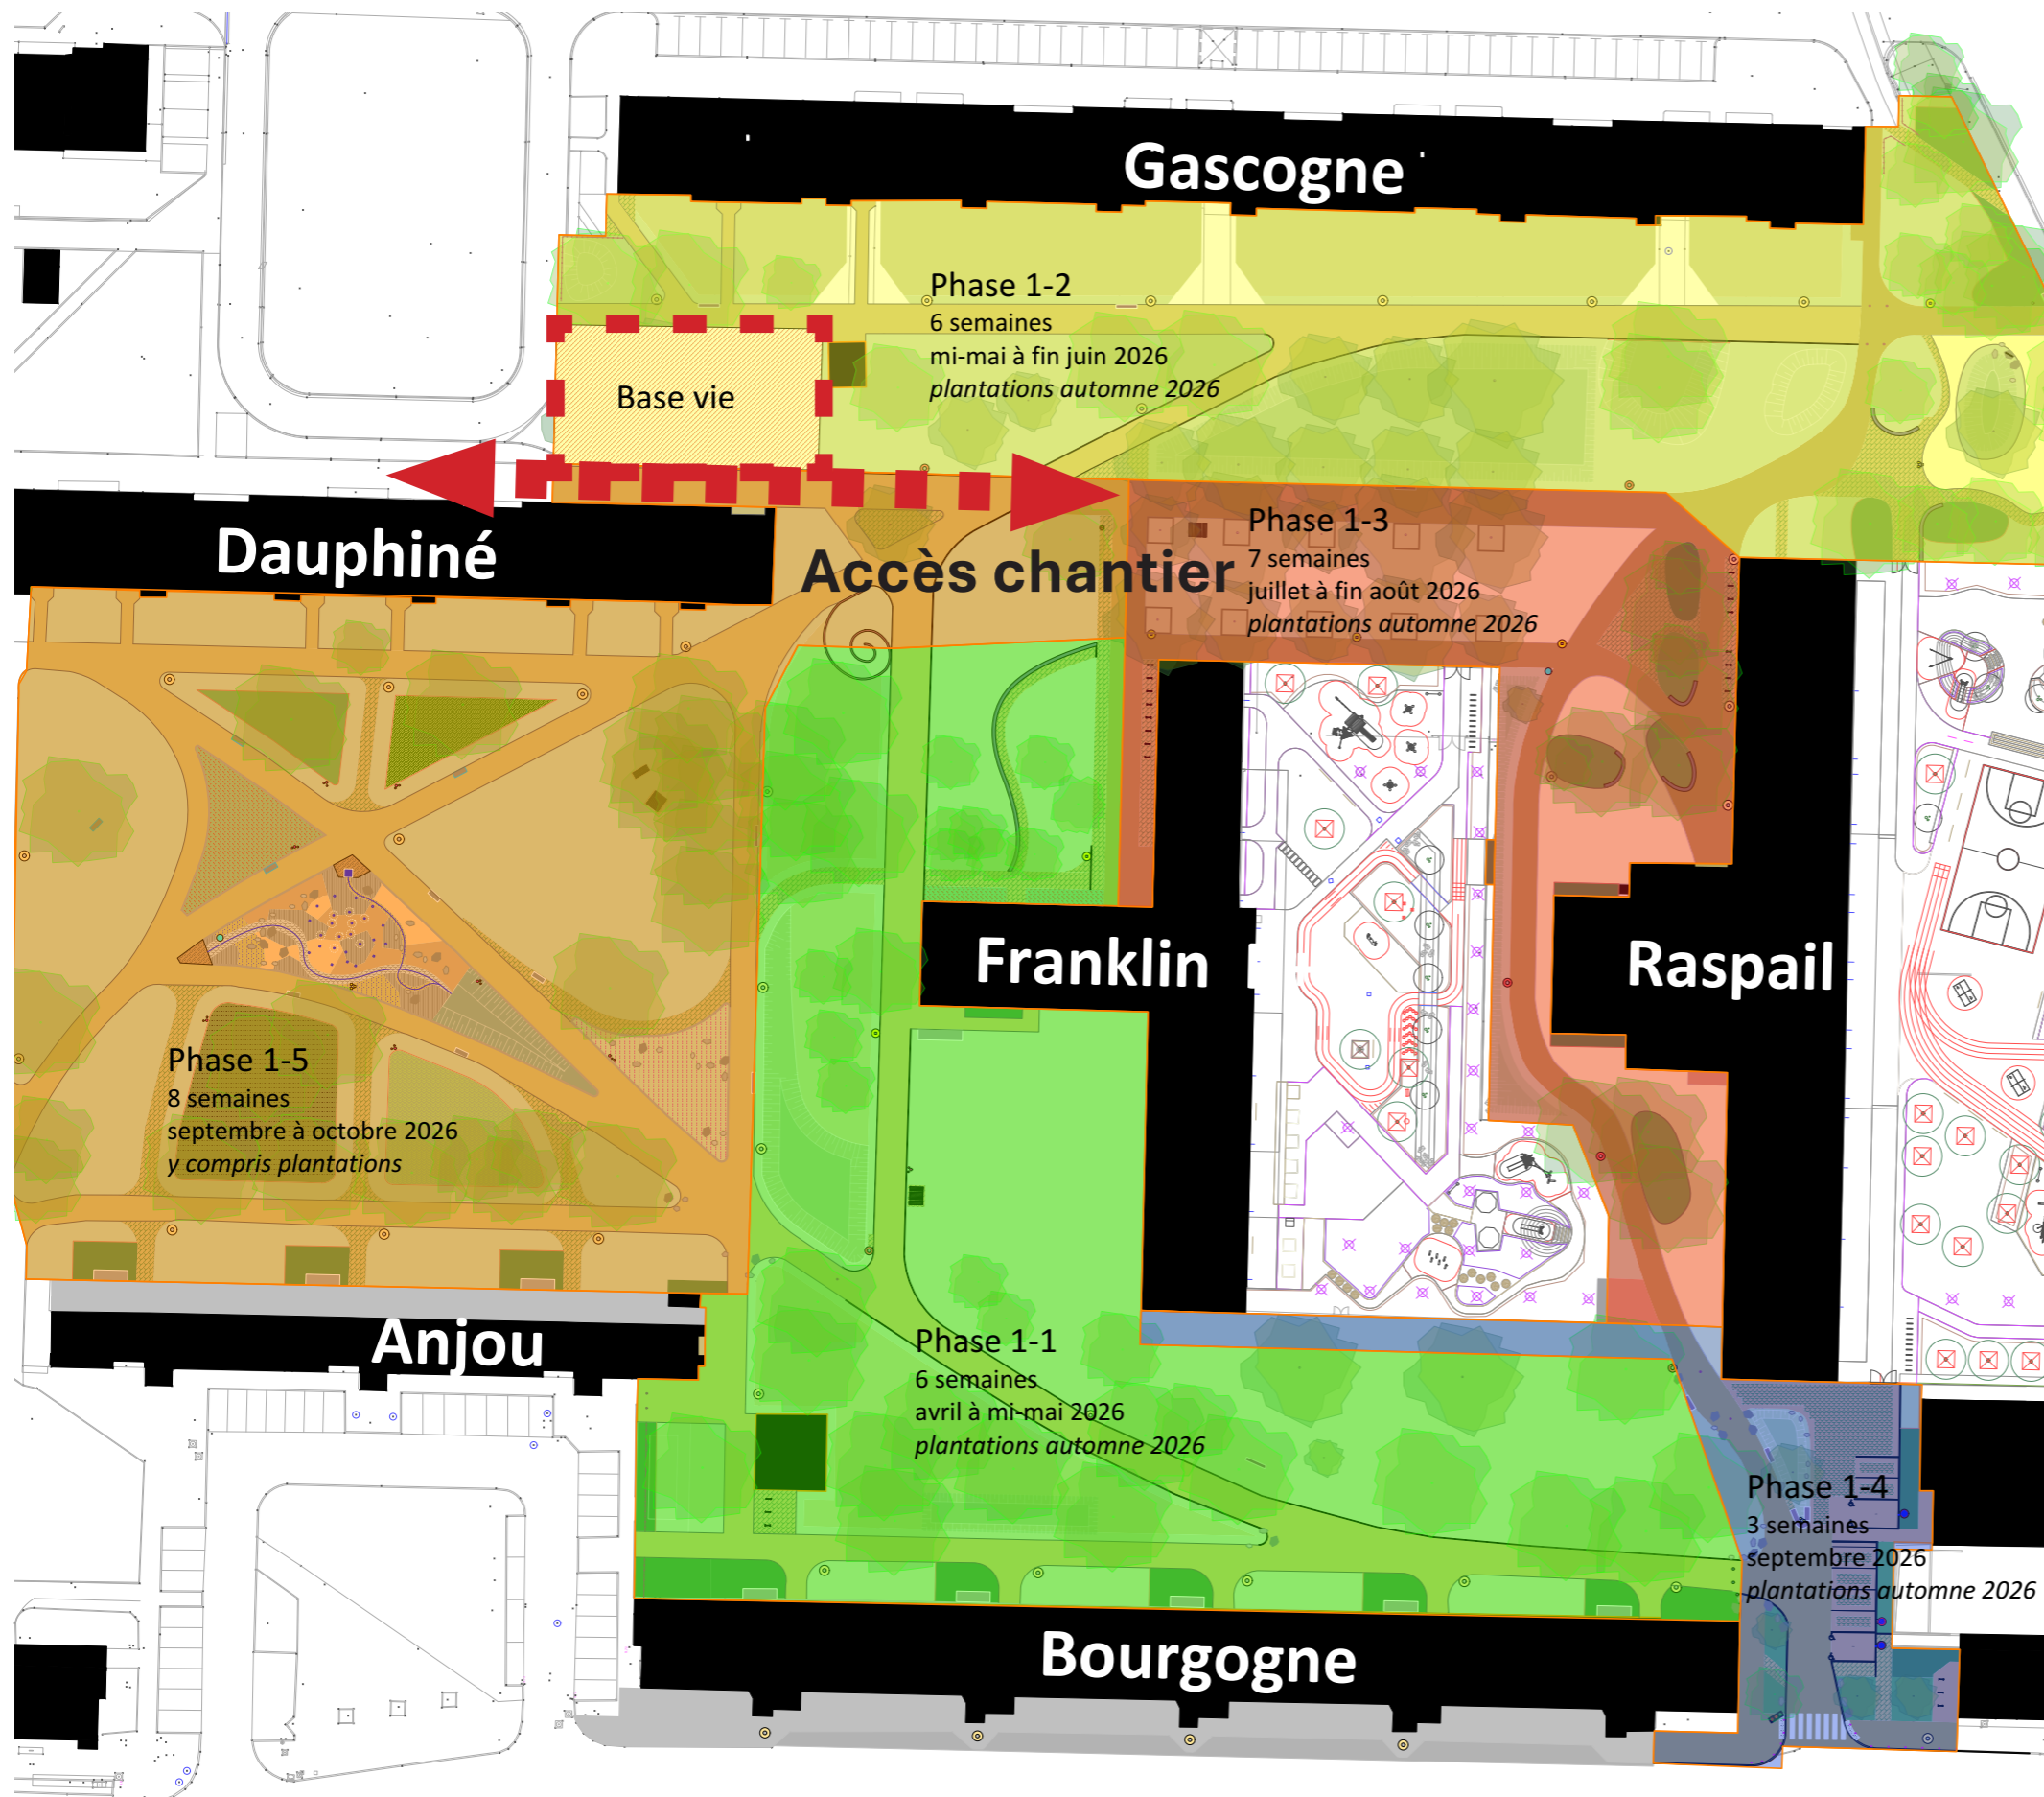 Gascogne
Phase 1-2
6 semaines
mi-mai à fin juin 2026
plantations automne 2026
Base vie
Dauphiné
Accès chantier
Phase 1-3
7 semaines
juillet à fin août 2026
plantations automne 2026
Franklin
Raspail
Phase 1-5
8 semaines
septembre à octobre 2026
y compris plantations
Anjou
Phase 1-1
6 semaines
avril à mi-mai 2026
plantations automne 2026
Phase 1-4
3 semaines
septembre 2026
plantations automne 2026
Bourgogne